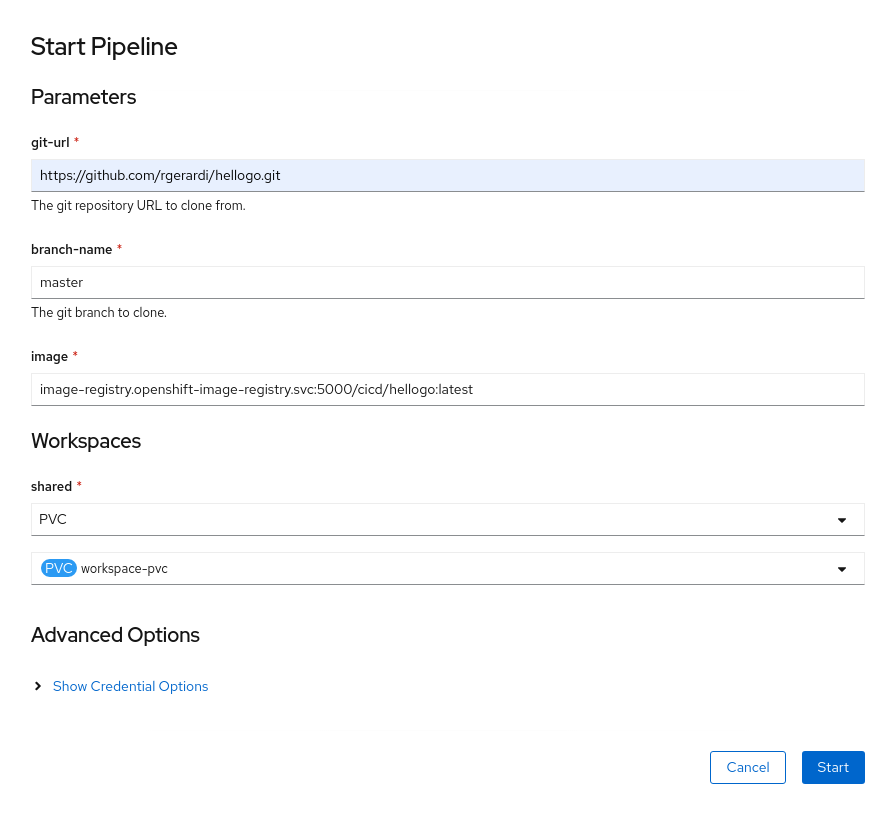 Start Pipeline
Parameters
git-url *
https://github.com/rgerardi/hellogo.git
The git repository URL to clone from.
branch-name *
master
The git branch to clone.
image *
image-registry.openshift-image-registry.svc:5000/cicd/hellogo:latest
Workspaces
shared *
PVC
PVC workspace-pvc
Advanced Options
Show Credential Options
Cancel Start